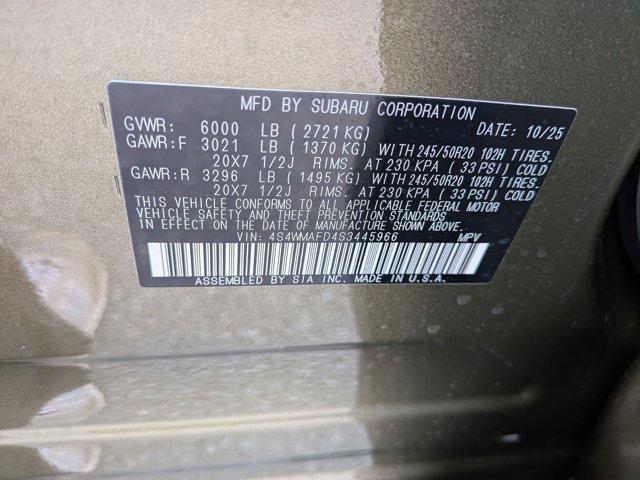 MFD BY SUBARU CORPORATION
GVWR: 6000 LB ( 2721 KG) DATE: 10/25
GAWR:F 3021 LB ( 1370 KG) WITH 245/50R20 102H TIRES.
20X7 1/2J RIMS. AT 230 KPA ( 33 PSI) COLD
GAWR:R 3296 LB ( 1495 KG) WITH 245/50R20 102H TIRES.
20X7 1/2J RIMS. AT 230 KPA ( 33 PSI) COLD
THIS VEHICLE CONFORMS TO ALL APPLICABLE FEDERAL MOTOR
VEHICLE SAFETY AND THEFT PREVENTION STANDARDS
IN EFFECT ON THE DATE OF MANUFACTURE SHOWN ABOVE.
VIN: 4S4WMAFD4S3445966 MPV
ASSEMBLED BY SIA INC. MADE IN U.S.A.